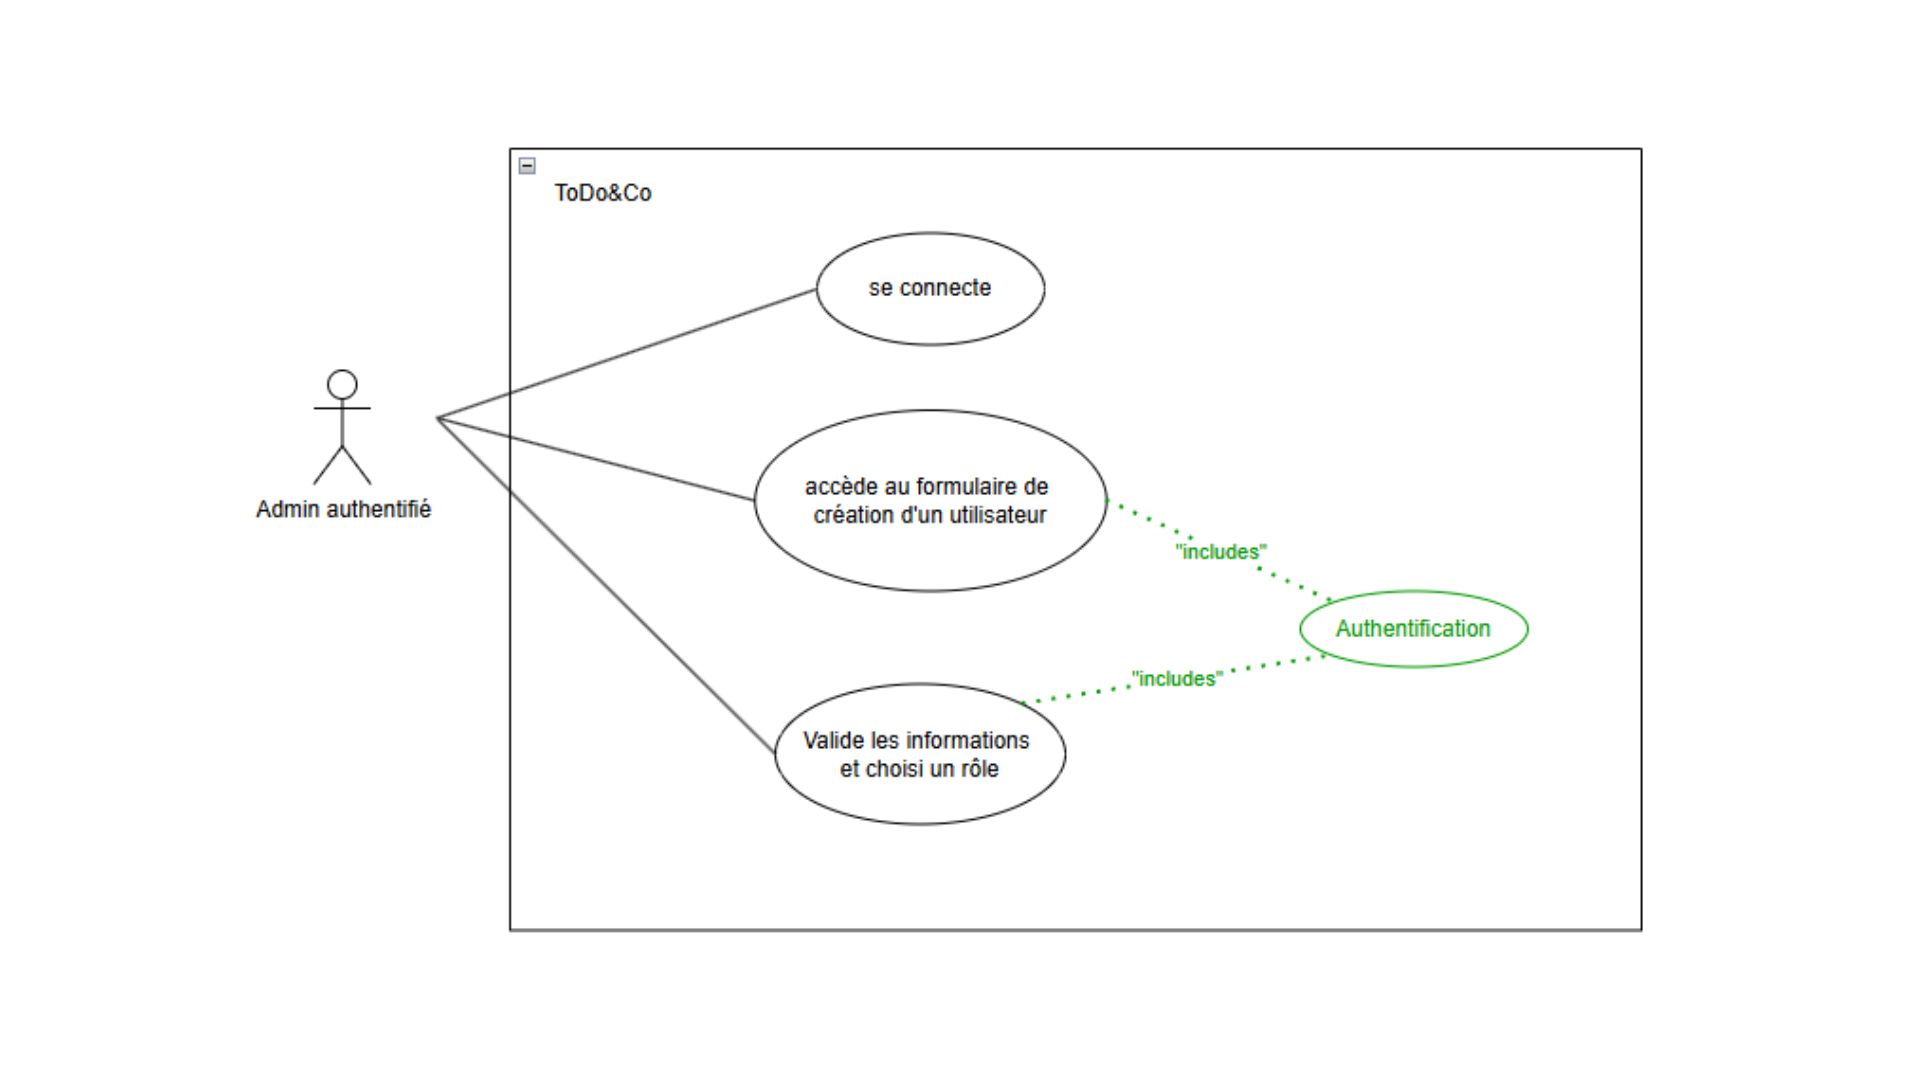 ToDo&Co
se connecte
Admin authentifié
accède au formulaire de
création d'un utilisateur
"includes"
Authentification
"includes"
Valide les informations
et choisi un rôle